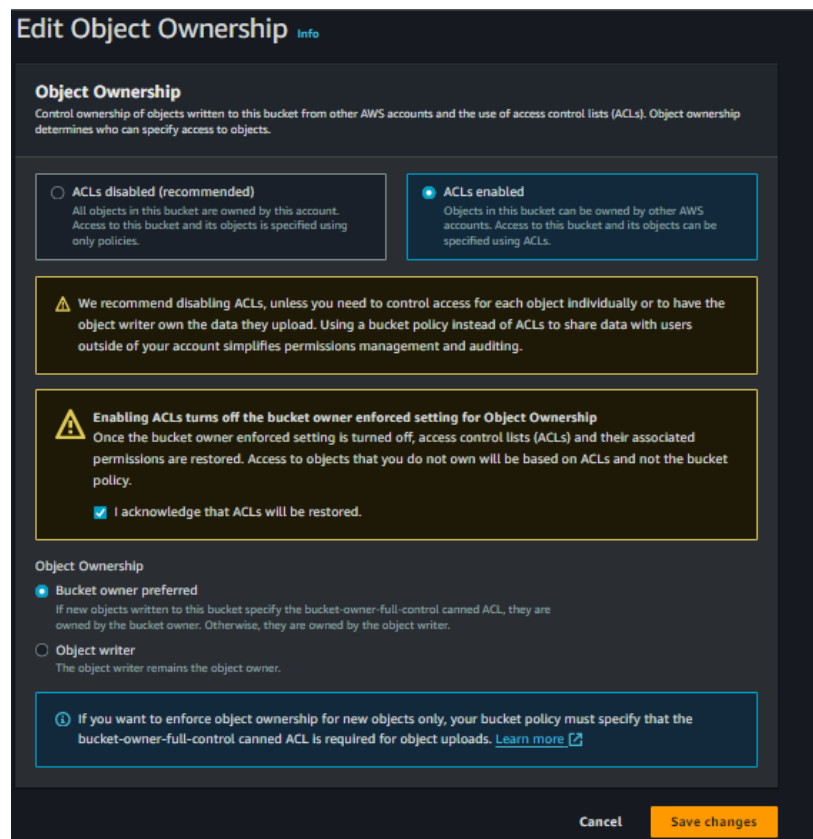 Edit Object Ownership Info
Object Ownership
Control ownership of objects written to this bucket from other AWS accounts and the use of access control lists (ACLs). Object ownership
determines who can specify access to objects.
ACLs disabled (recommended)
All objects in this bucket are owned by this account.
Access to this bucket and its objects is specified using
only policies.
ACLs enabled
Objects in this bucket can be owned by other AWS
accounts. Access to this bucket and its objects can be
specified using ACLs.
We recommend disabling ACLs, unless you need to control access for each object individually or to have the
object writer own the data they upload. Using a bucket policy instead of ACLs to share data with users
outside of your account simplifies permissions management and auditing.
Enabling ACLs turns off the bucket owner enforced setting for Object Ownership
Once the bucket owner enforced setting is turned off, access control lists (ACLs) and their associated
permissions are restored. Access to objects that you do not own will be based on ACLs and not the bucket
policy.
I acknowledge that ACLs will be restored.
Object Ownership
Bucket owner preferred
If new objects written to this bucket specify the bucket-owner-full-control canned ACL, they are
owned by the bucket owner. Otherwise, they are owned by the object writer.
Object writer
The object writer remains the object owner.
If you want to enforce object ownership for new objects only, your bucket policy must specify that the
bucket-owner-full-control canned ACL is required for object uploads. Learn more
Cancel Save changes